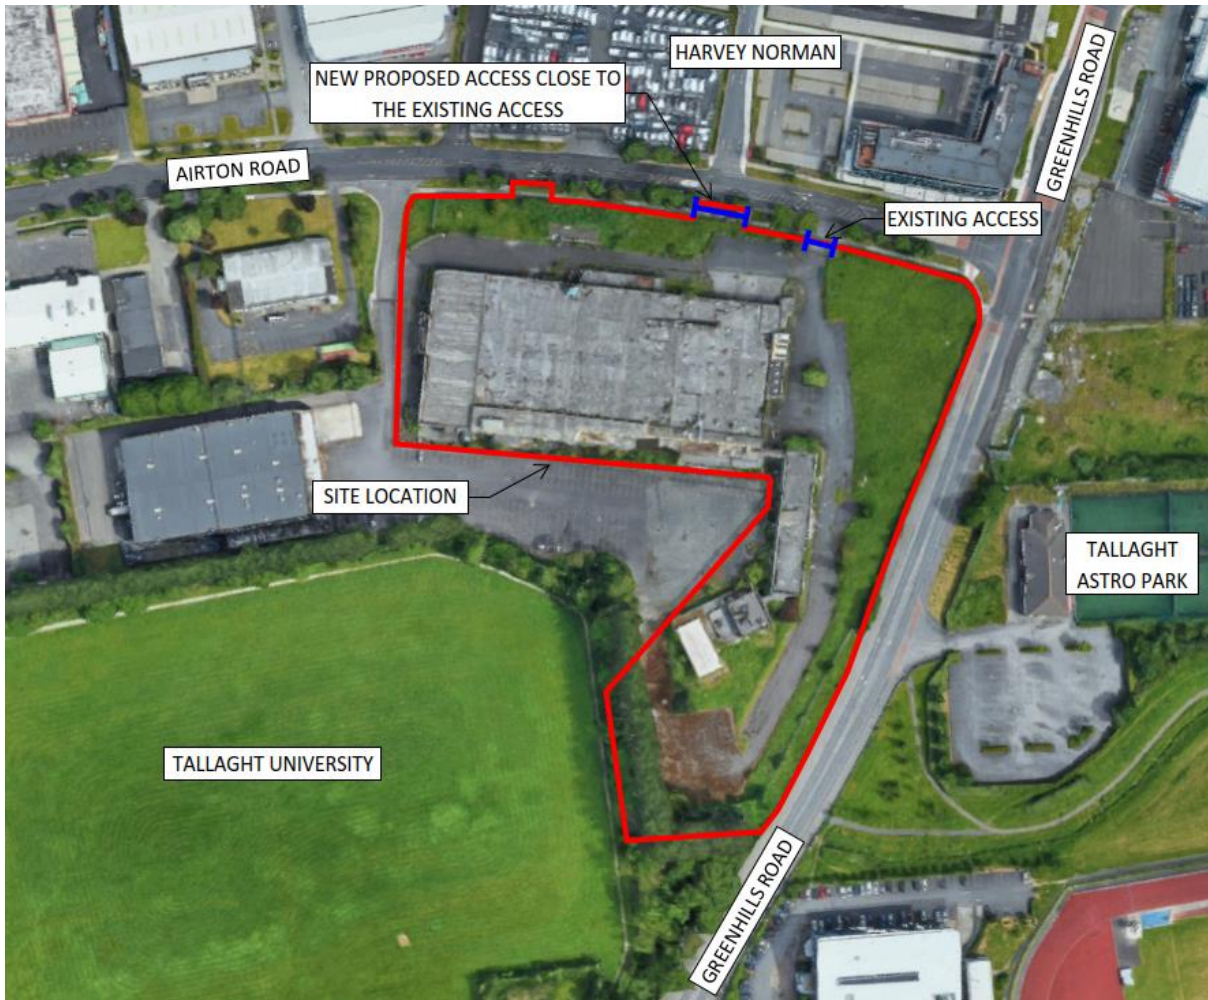 HARVEY NORMAN
NEW PROPOSED ACCESS CLOSE TO
THE EXISTING ACCESS
GREENHILLS ROAD
AIRTON ROAD
EXISTING ACCESS
SITE LOCATION
TALLAGHT
ASTRO PARK
TALLAGHT UNIVERSITY
GREENHILLS ROAD